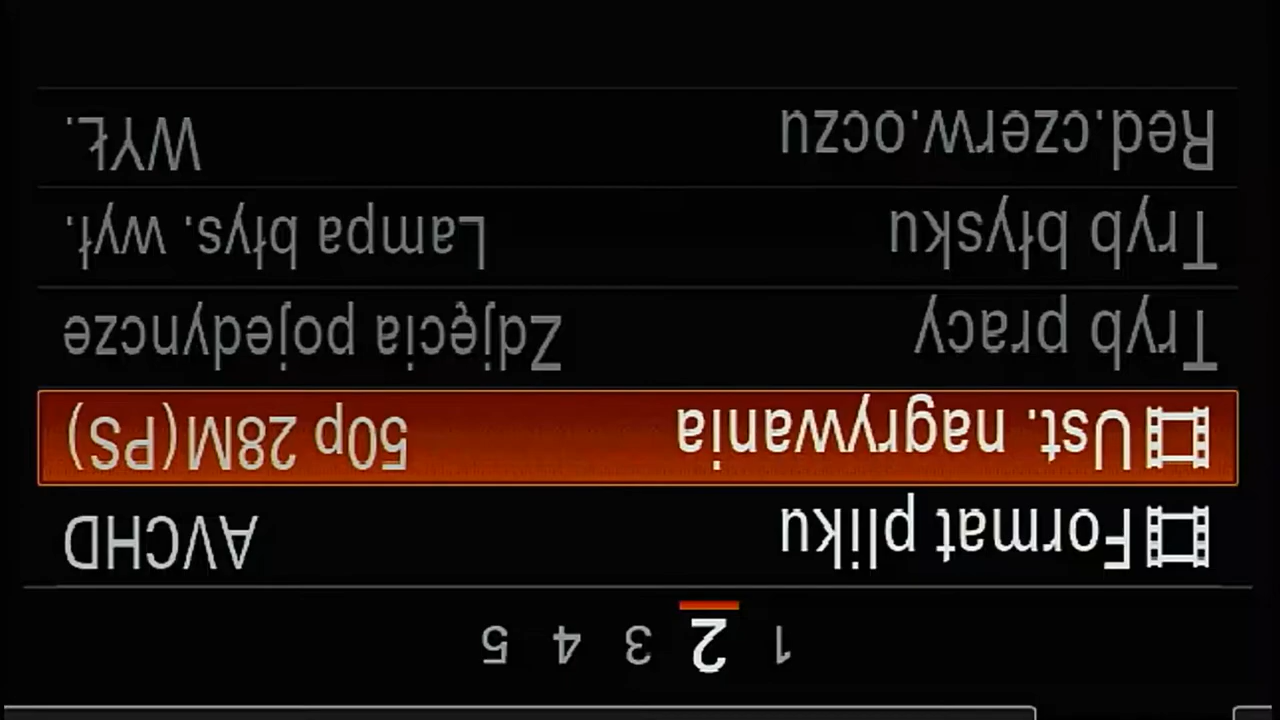 1 2 3 4 5
Format pliku AVCHD
Ust. nagrywania 50p 28M(PS)
Tryb pracy Zdjęcia pojedyncze
Tryb błysku Lampa błys. wył.
Red.czerw.oczu WYŁ.